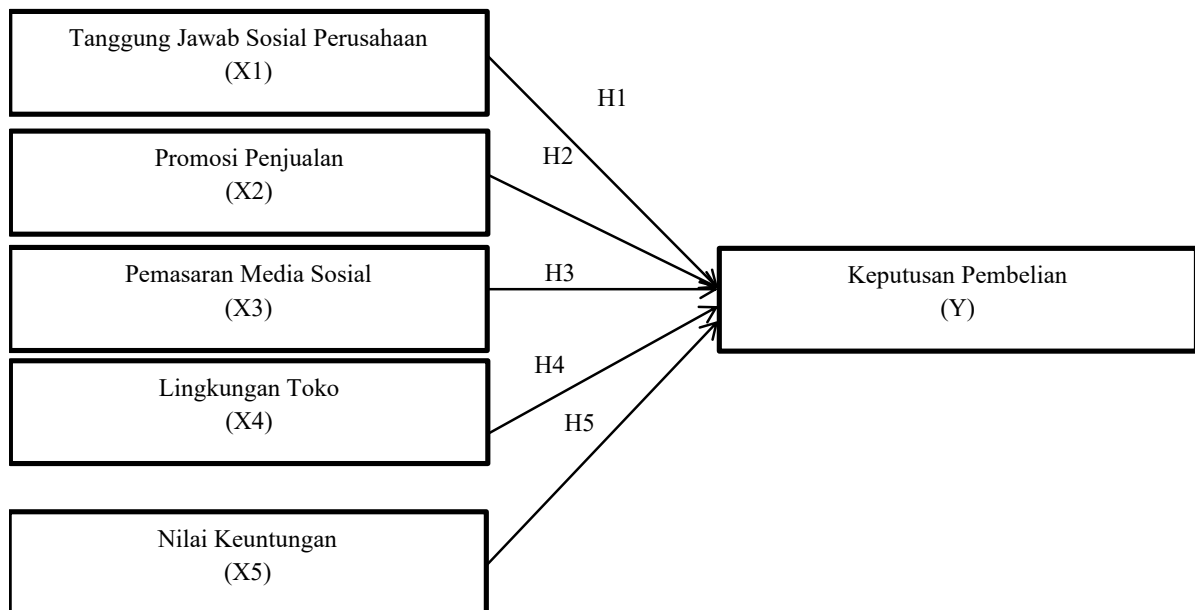 Tanggung Jawab Sosial Perusahaan
(X1)
H1
Promosi Penjualan
(X2)
H2
Pemasaran Media Sosial
(X3)
H3
Keputusan Pembelian
(Y)
Lingkungan Toko
(X4)
H4
H5
Nilai Keuntungan
(X5)